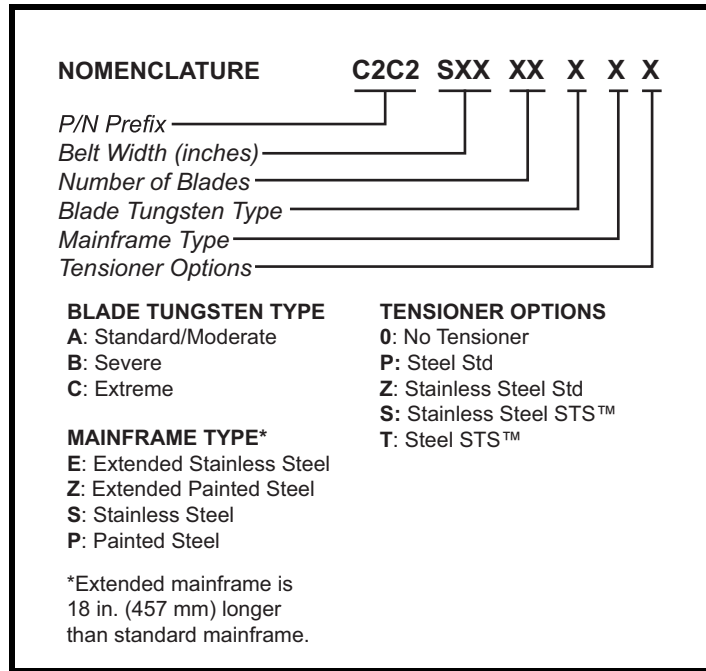 NOMENCLATURE C2C2 SXX XX X X X
P/N Prefix
Belt Width (inches)
Number of Blades
Blade Tungsten Type
Mainframe Type
Tensioner Options
BLADE TUNGSTEN TYPE
A: Standard/Moderate
B: Severe
C: Extreme
MAINFRAME TYPE*
E: Extended Stainless Steel
Z: Extended Painted Steel
S: Stainless Steel
P: Painted Steel
*Extended mainframe is
18 in. (457 mm) longer
than standard mainframe.
TENSIONER OPTIONS
0: No Tensioner
P: Steel Std
Z: Stainless Steel Std
S: Stainless Steel STS™
T: Steel STS™